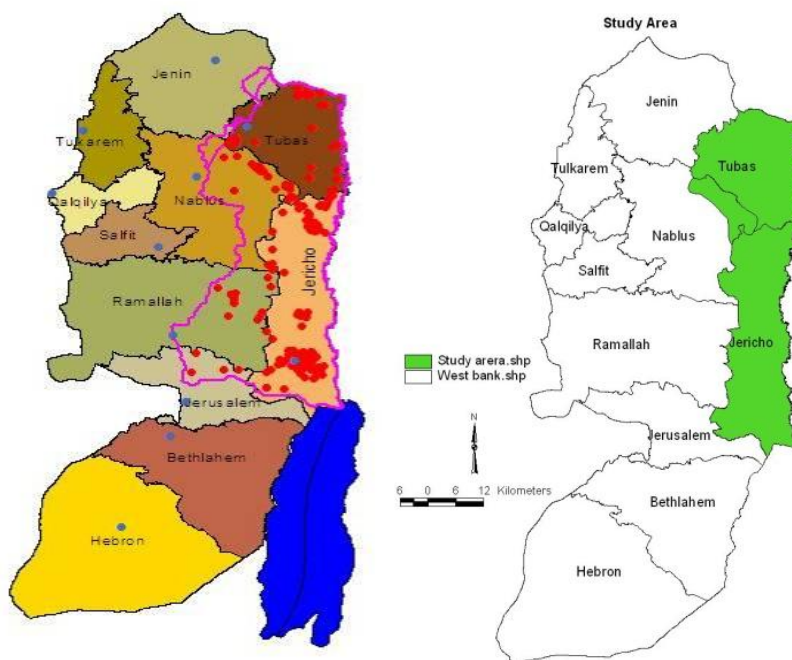 Jenin
Tukarem
Tubas
Qalqilya
Nablus
Salfit
Jericho
Ramallah
Jerusalem
Bethlahem
Hebron
Study Area
Jenin
Tubas
Tulkarem
Qalqilya
Nablus
Salfit
Ramallah
Jericho
Study arera.shp
West bank.shp
Jerusalem
N
6 0 6 12 Kilometers
Bethlahem
Hebron